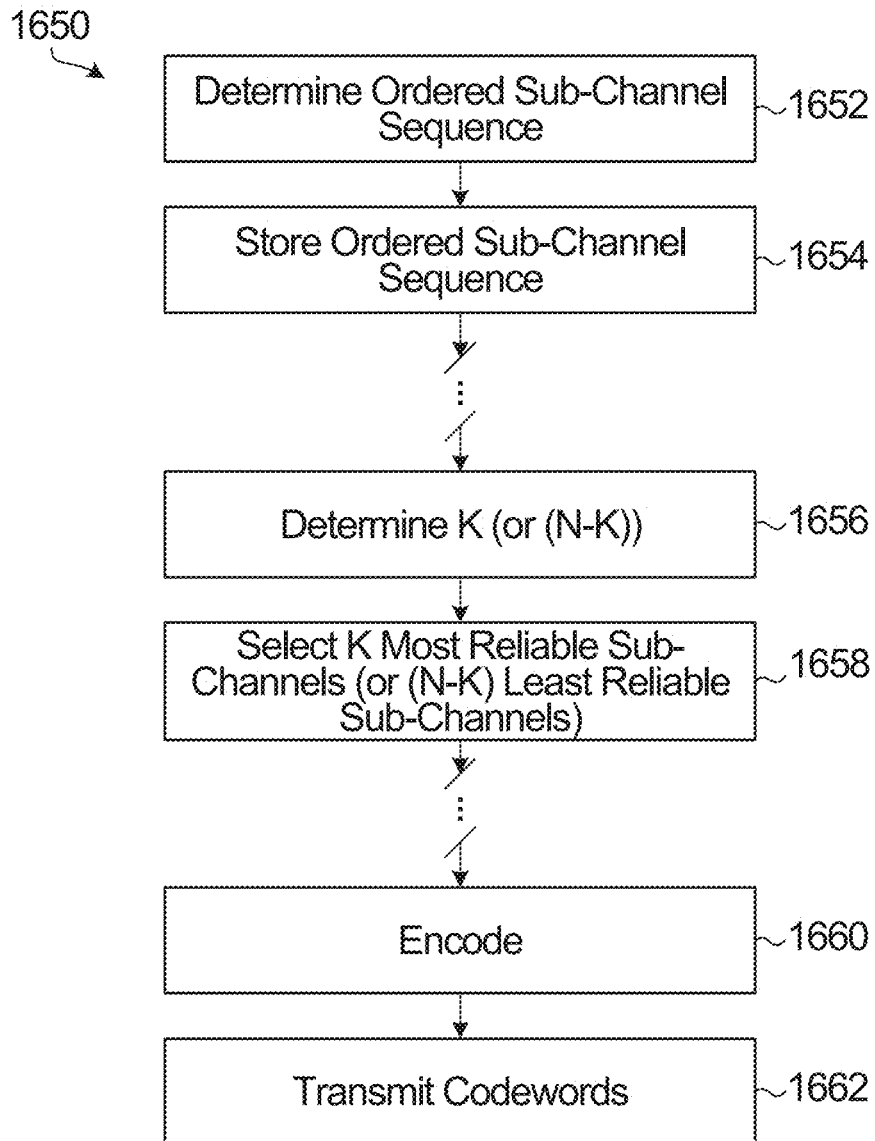 1650
Determine Ordered Sub-Channel
Sequence
1652
Store Ordered Sub-Channel
Sequence
1654
Determine K (or (N-K))
1656
Select K Most Reliable Sub-
Channels (or (N-K) Least Reliable
Sub-Channels)
1658
Encode
1660
Transmit Codewords
1662